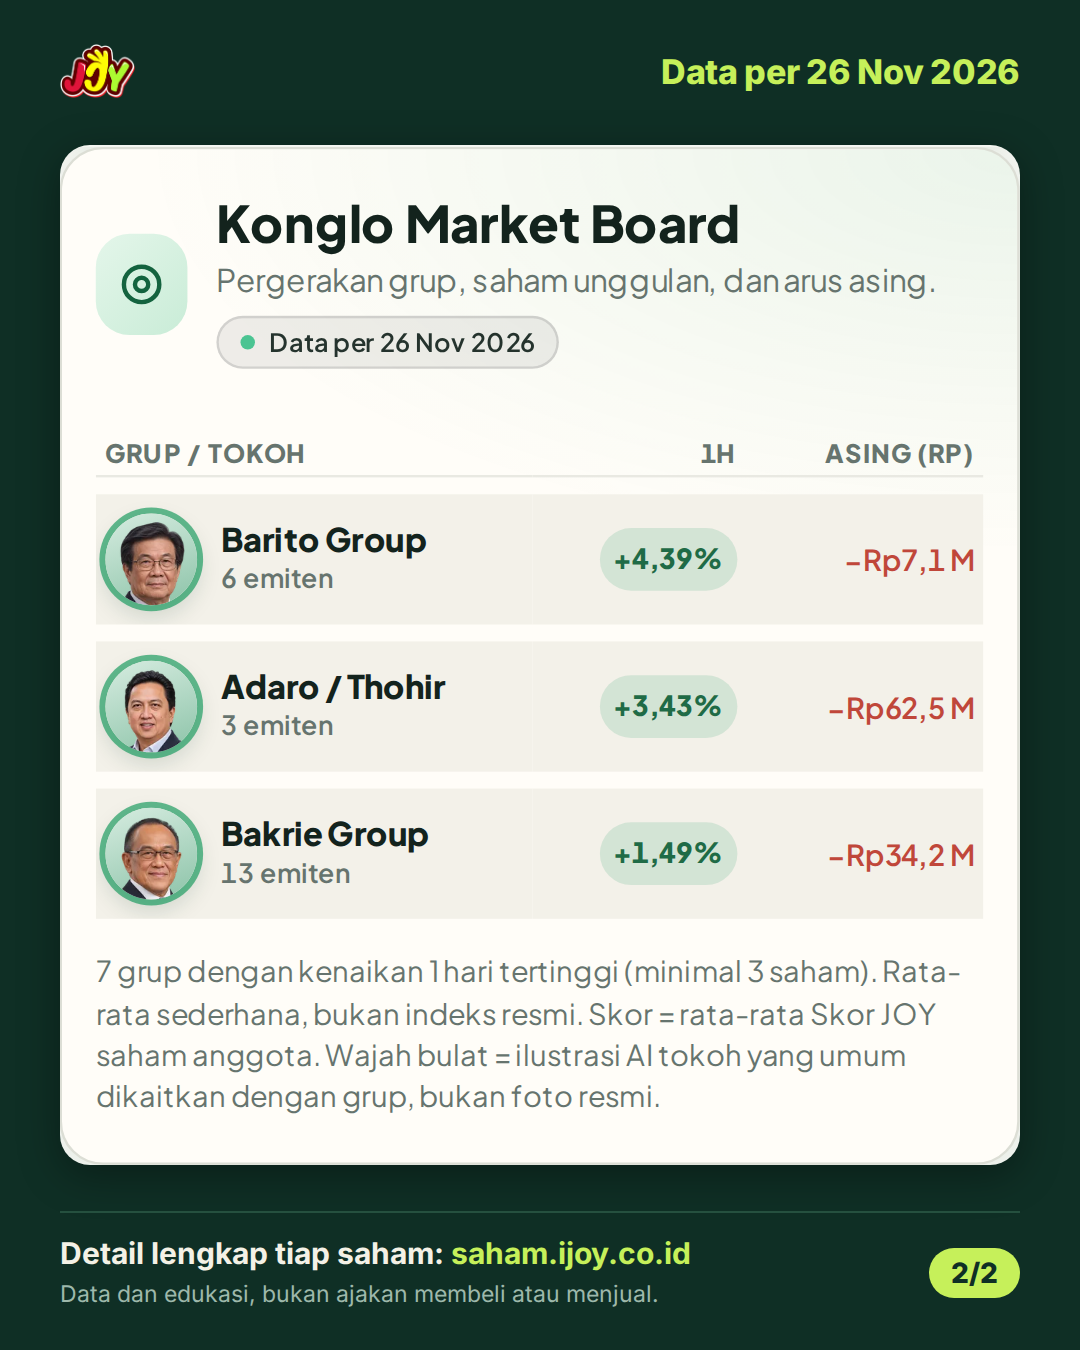 JOY
Data per 26 Nov 2026
Konglo Market Board
Pergerakan grup, saham unggulan, dan arus asing.
Data per 26 Nov 2026
GRUP / TOKOH 1H ASING (RP)
Barito Group
6 emiten
+4,39% −Rp7,1 M
Adaro / Thohir
3 emiten
+3,43% −Rp62,5 M
Bakrie Group
13 emiten
+1,49% −Rp34,2 M
7 grup dengan kenaikan 1 hari tertinggi (minimal 3 saham). Rata-
rata sederhana, bukan indeks resmi. Skor = rata-rata Skor JOY
saham anggota. Wajah bulat = ilustrasi AI tokoh yang umum
dikaitkan dengan grup, bukan foto resmi.
Detail lengkap tiap saham: saham.ijoy.co.id
Data dan edukasi, bukan ajakan membeli atau menjual.
2/2